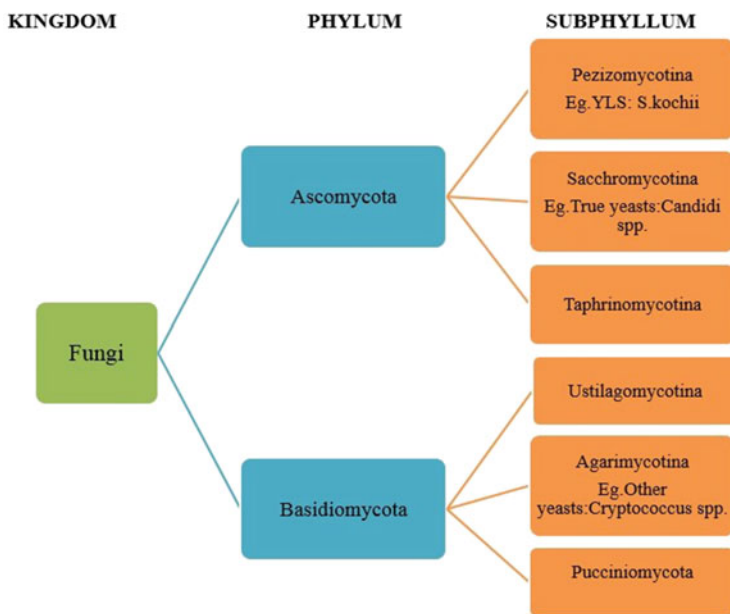 KINGDOM
PHYLUM
SUBPHYLLUM
Pezizomycotina
Eg.YLS: S.kochii
Ascomycota
Sacchromycotina
Eg.True yeasts:Candidi
spp.
Taphrinomycotina
Fungi
Ustilagomycotina
Basidiomycota
Agarimycotina
Eg.Other
yeasts:Cryptococcus spp.
Pucciniomycota